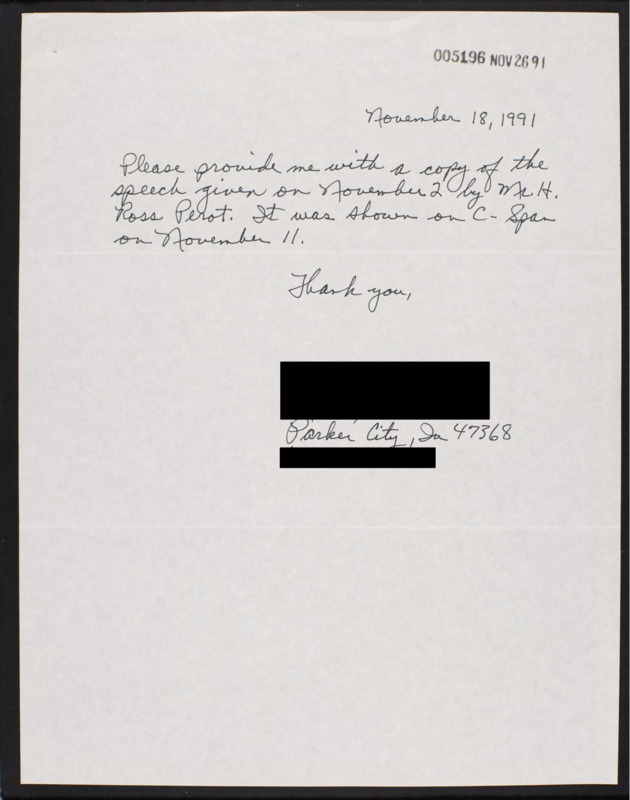 005196 NOV 26 91
November 18, 1991
Please provide me with a copy of the
speech given on November 2 by Mr. H.
Ross Perot. It was shown on C-Span
on November 11.
Thank you,
Parker City, In 47368